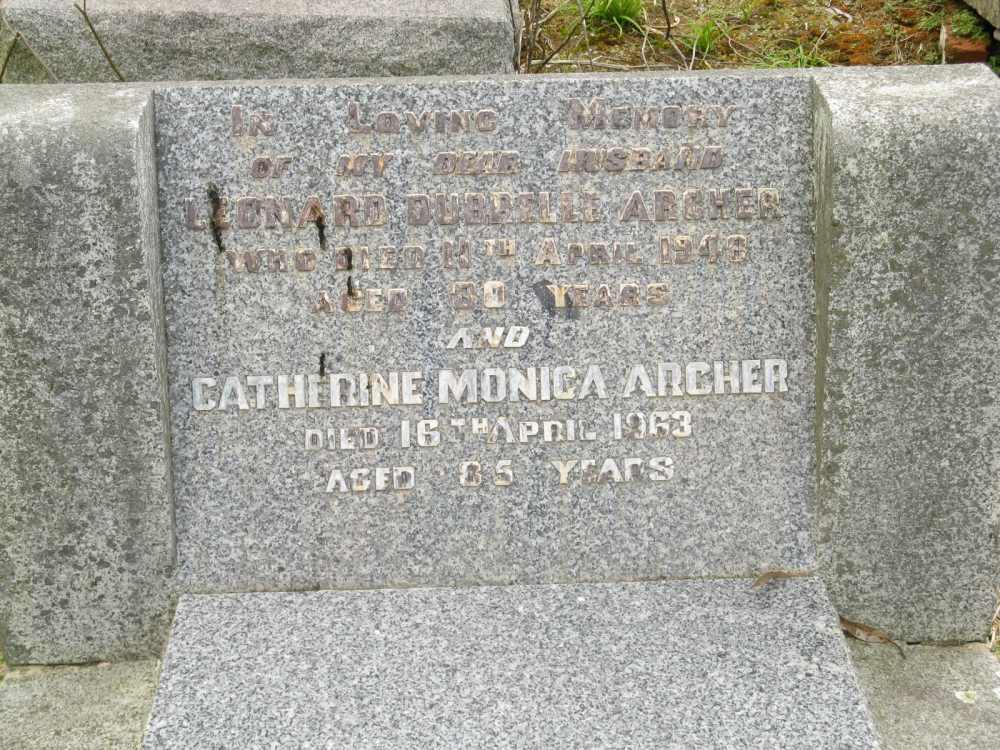 In Loving Memory
OF MY DEAR HUSBAND
LEONARD ARCHER
WHO DIED 11TH APRIL
AGED YEARS
AND
CATHERINE MONICA ARCHER
DIED 16TH APRIL 1963
AGED 85 YEARS